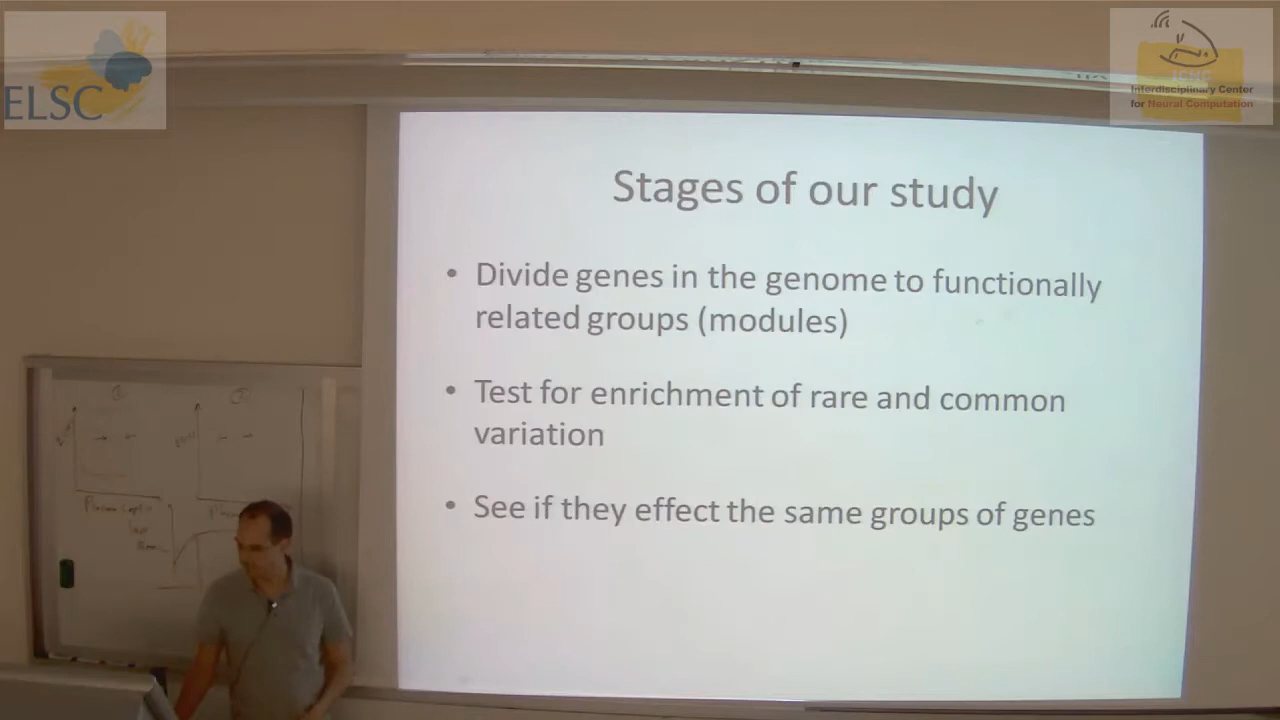 ELSC
ICNC
Interdisciplinary Center
for Neural Computation
Stages of our study
• Divide genes in the genome to functionally
related groups (modules)
• Test for enrichment of rare and common
variation
• See if they effect the same groups of genes